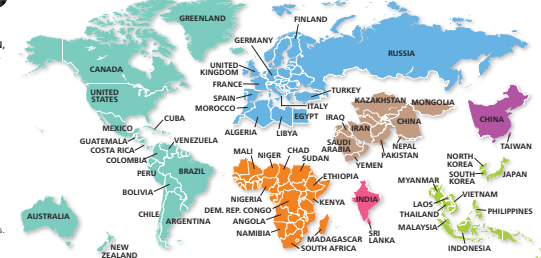 GREENLAND
FINLAND
GERMANY
RUSSIA
CANADA
UNITED
KINGDOM
FRANCE
UNITED
STATES
SPAIN
MOROCCO
TURKEY
ITALY
EGYPT
ALGERIA
LIBYA
KAZAKHSTAN
MONGOLIA
IRAQ
IRAN
CHINA
CHINA
MEXICO
CUBA
GUATEMALA
COSTA RICA
VENEZUELA
COLOMBIA
SAUDI
ARABIA
NEPAL
PAKISTAN
YEMEN
TAIWAN
MALI
NIGER
CHAD
SUDAN
NORTH
KOREA
SOUTH
KOREA
JAPAN
PERU
BRAZIL
ETHIOPIA
BOLIVIA
NIGERIA
KENYA
INDIA
MYANMAR
LAOS
VIETNAM
THAILAND
PHILIPPINES
AUSTRALIA
CHILE
ARGENTINA
DEM. REP. CONGO
ANGOLA
NAMIBIA
MADAGASCAR
SOUTH AFRICA
SRI
LANKA
MALAYSIA
INDONESIA
NEW
ZEALAND